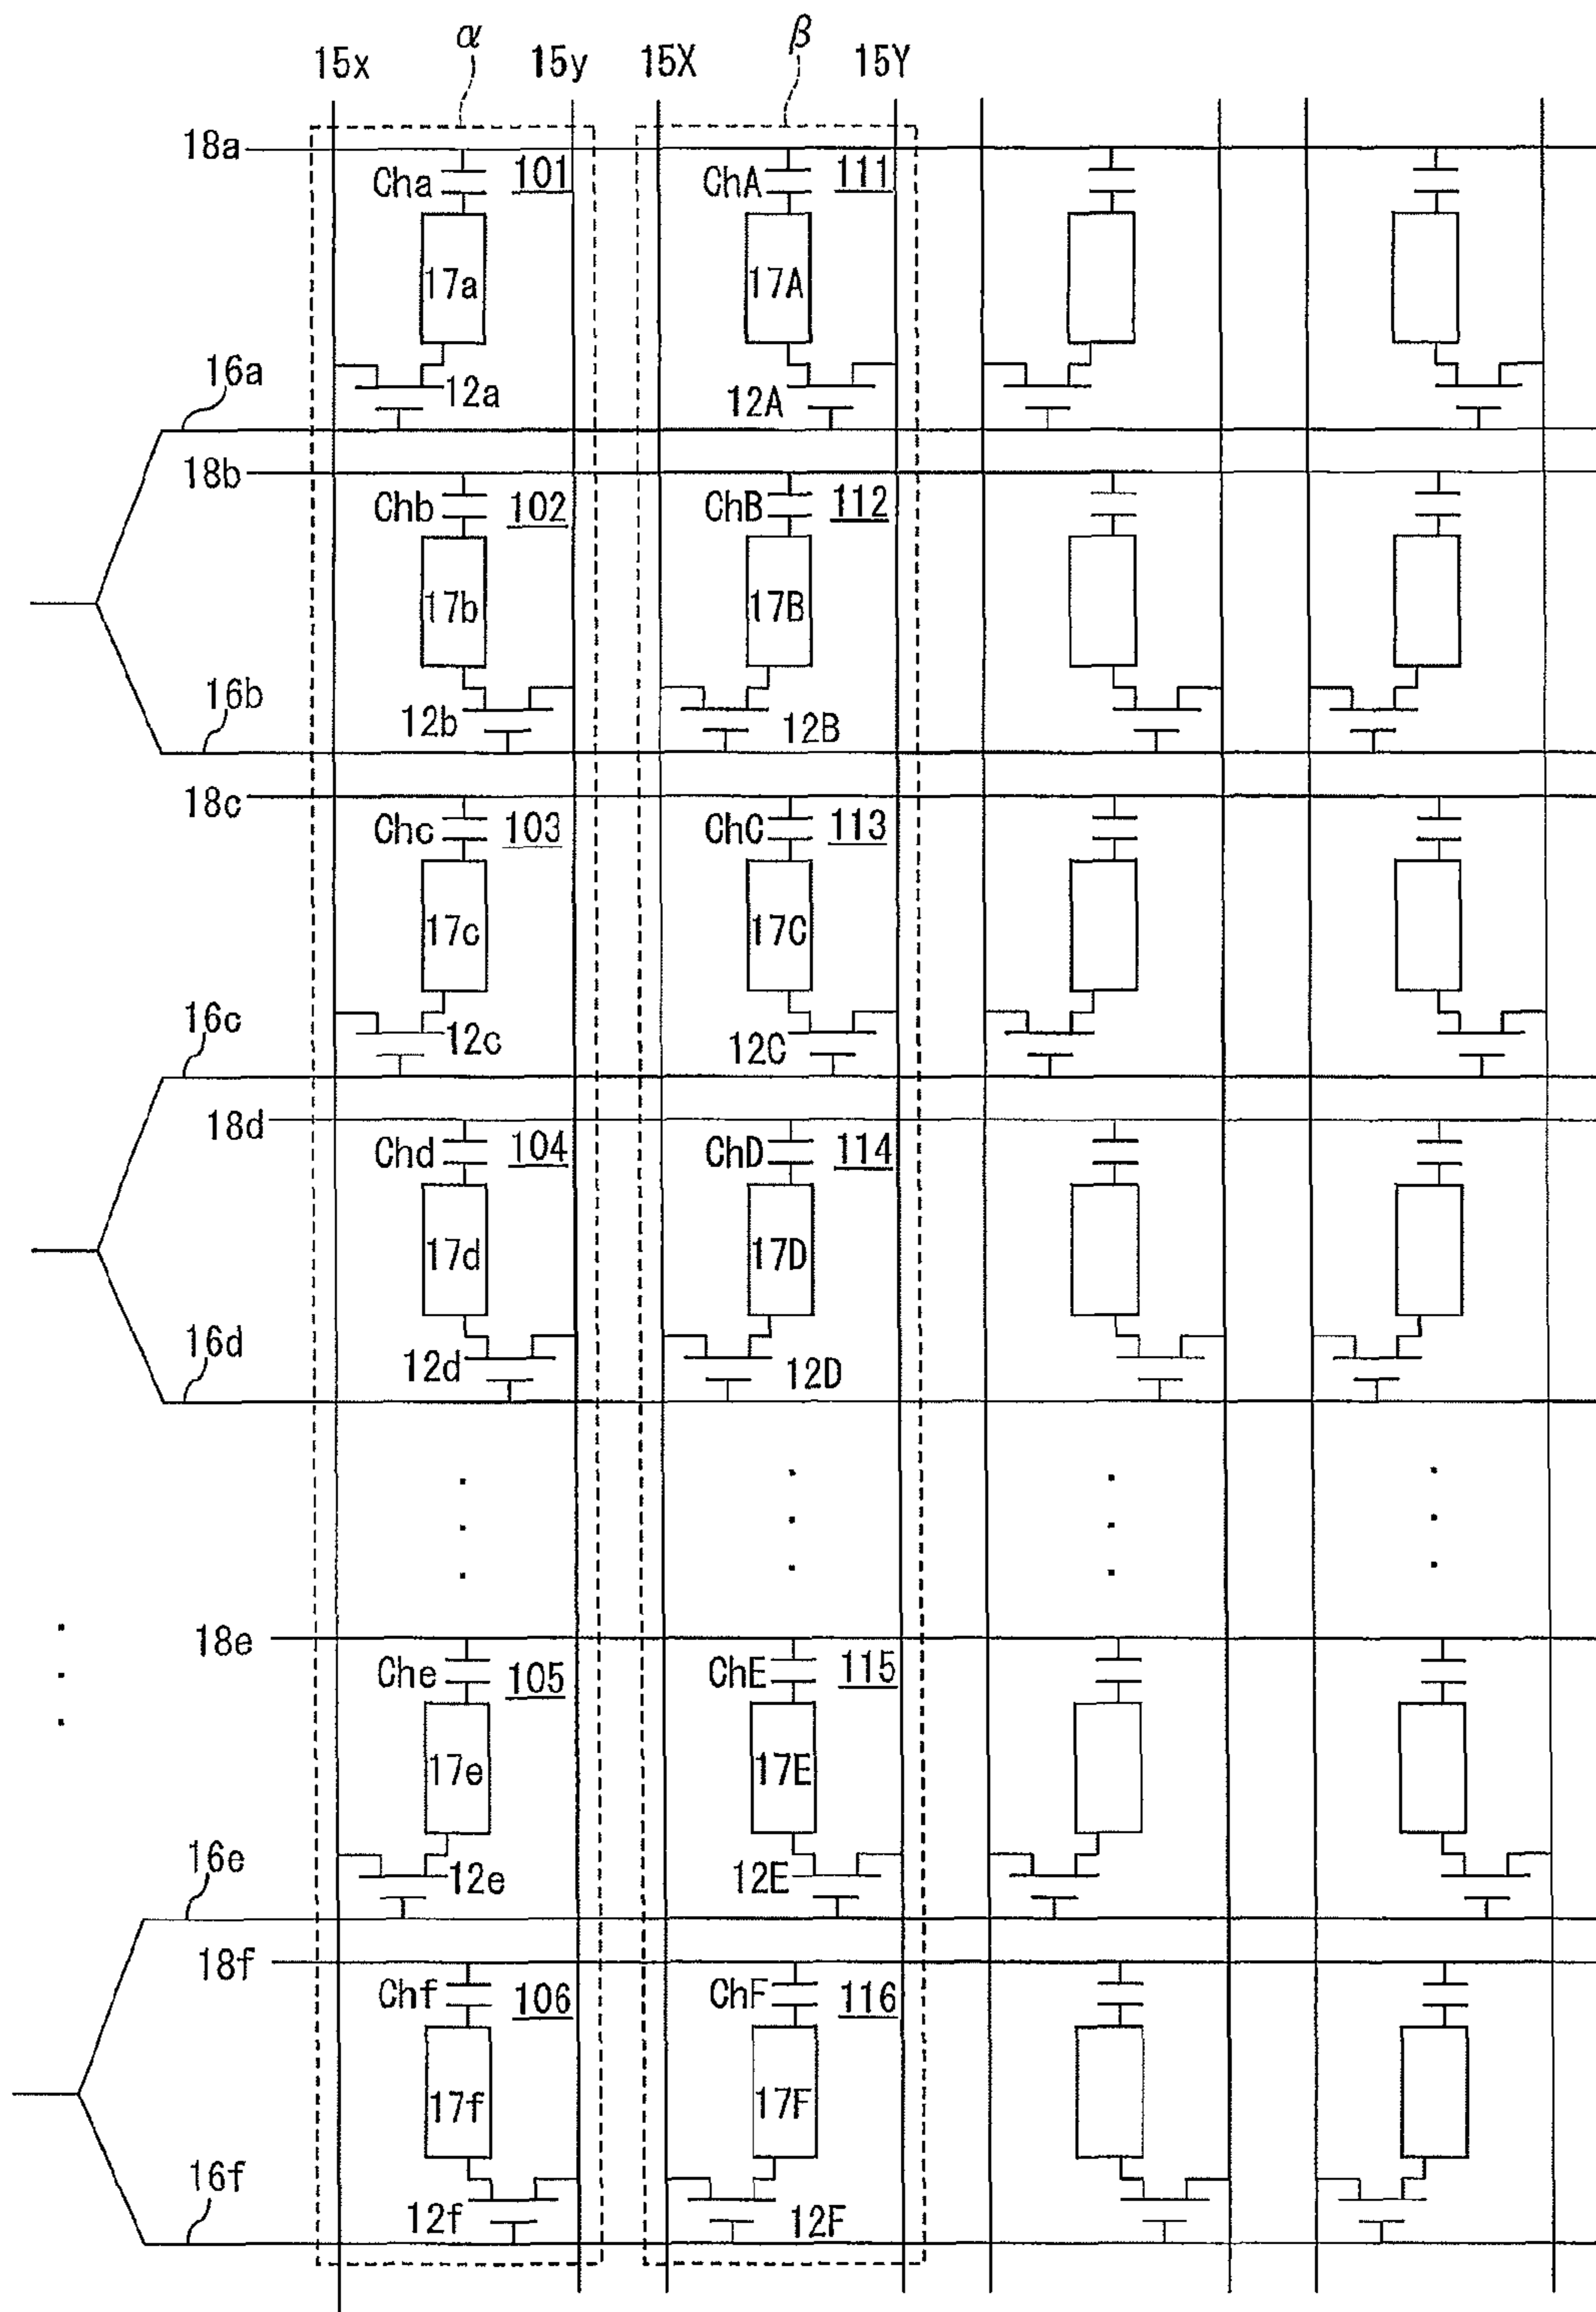 α β
15x 15y 15X 15Y
18a
Cha 101 ChA 111
17a 17A
16a
12a 12A
18b
Chb 102 ChB 112
17b 17B
16b
12b 12B
18c
Chc 103 ChC 113
17c 17C
16c
12c 12C
18d
Chd 104 ChD 114
17d 17D
16d
12d 12D
18e
Che 105 ChE 115
17e 17E
16e
12e 12E
18f
Chf 106 ChF 116
17f 17F
16f
12f 12F